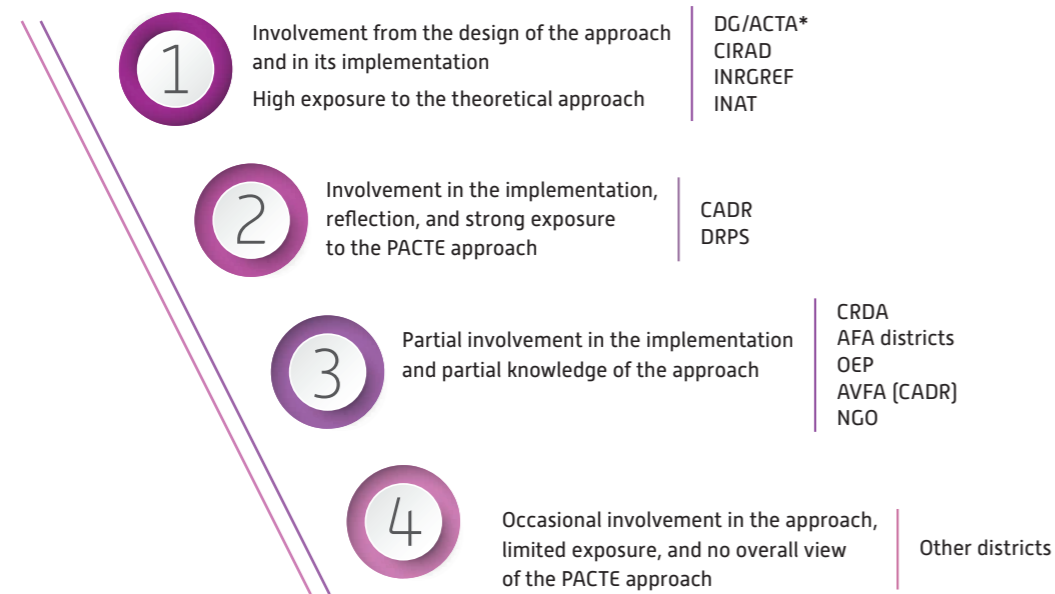 1
Involvement from the design of the approach
and in its implementation
High exposure to the theoretical approach
DG/ACTA*
CIRAD
INRGREF
INAT
2
Involvement in the implementation,
reflection, and strong exposure
to the PACTE approach
CADR
DRPS
3
Partial involvement in the implementation
and partial knowledge of the approach
CRDA
AFA districts
OEP
AVFA (CADR)
NGO
4
Occasional involvement in the approach,
limited exposure, and no overall view
of the PACTE approach
Other districts